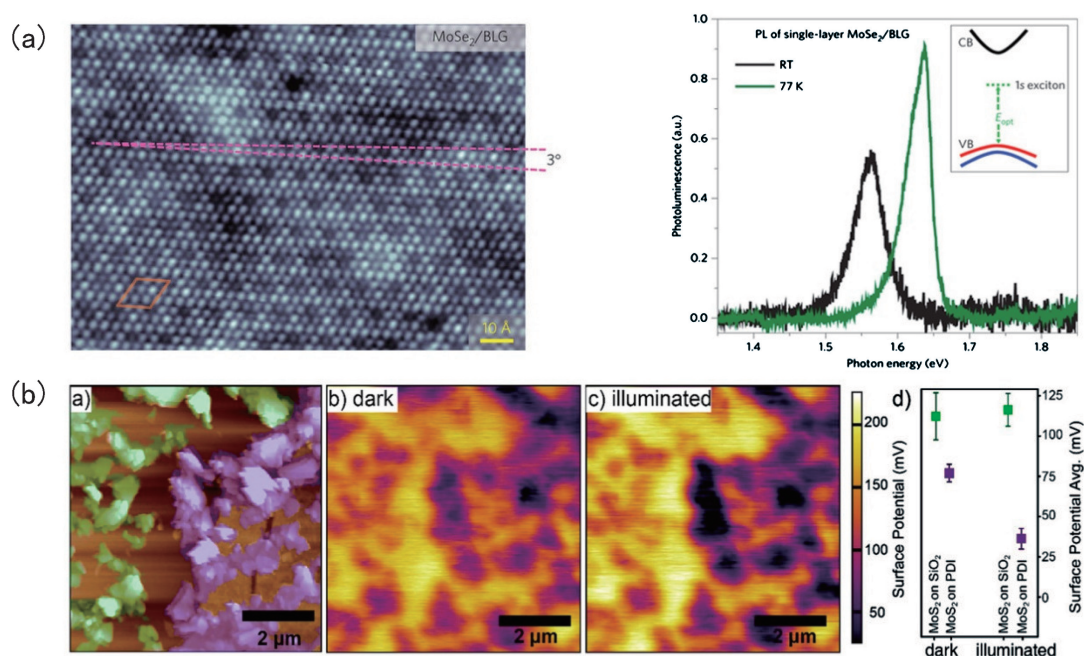 (a)
MoSe₂/BLG
3°
10 Å
PL of single-layer MoSe₂/BLG
RT
77 K
CB
1s exciton
E_opt
VB
Photoluminescence (a.u.)
1.0
0.8
0.6
0.4
0.2
0.0
1.4 1.5 1.6 1.7 1.8
Photon energy (eV)
(b)
a)
2 µm
b) dark
2 µm
c) illuminated
2 µm
200
150
100
50
Surface Potential (mV)
d)
125
100
75
50
25
0
Surface Potential Avg. (mV)
MoS₂ on SiO₂
MoS₂ on PDI
MoS₂ on SiO₂
MoS₂ on PDI
dark illuminated